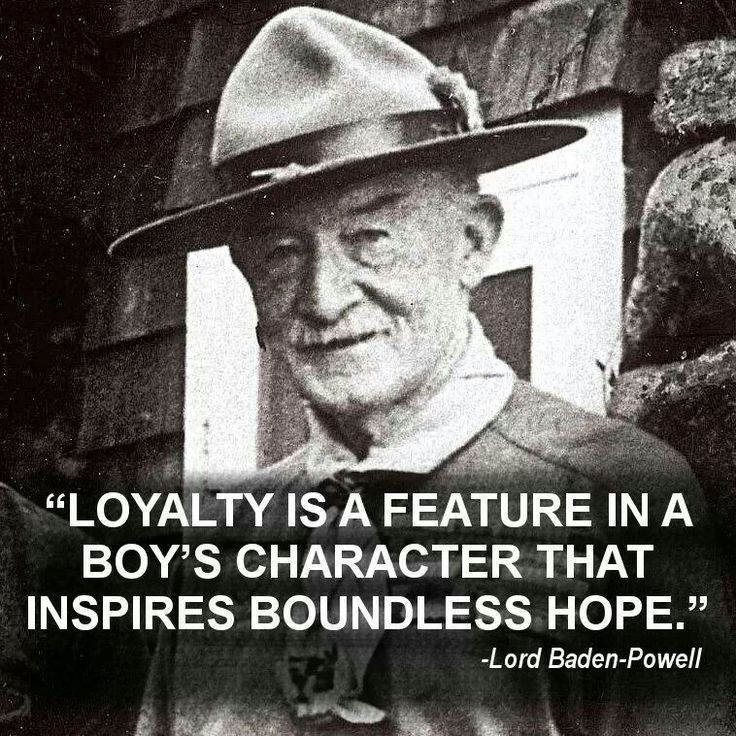 “LOYALTY IS A FEATURE IN A
BOY’S CHARACTER THAT
INSPIRES BOUNDLESS HOPE.”
-Lord Baden-Powell